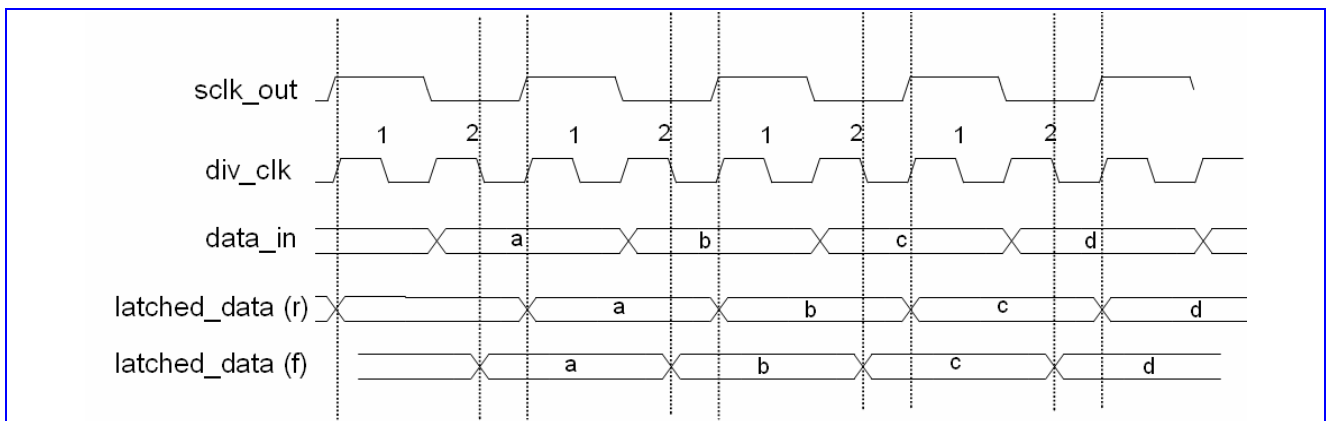 sclk_out
1 2 1 2 1 2 1 2
div_clk
data_in a b c d
latched_data (r) a b c d
latched_data (f) a b c d